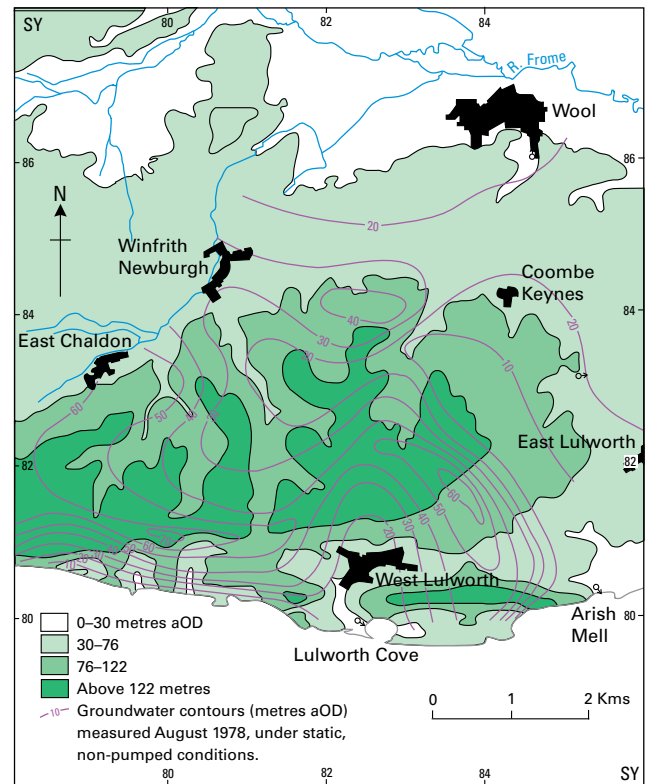 SY
80
82
84
R. Frome
Wool
86
86
N
20
Winfrith
Newburgh
Coombe
Keynes
84
84
40
20
30
East Chaldon
10
60
50
East Lulworth
82
82
60
50
40
30
20
10
West Lulworth
80
80
Arish
Mell
Lulworth Cove
0–30 metres aOD
30–76
76–122
Above 122 metres
10 Groundwater contours (metres aOD)
measured August 1978, under static,
non-pumped conditions.
0 1 2 Kms
80
82
84
SY